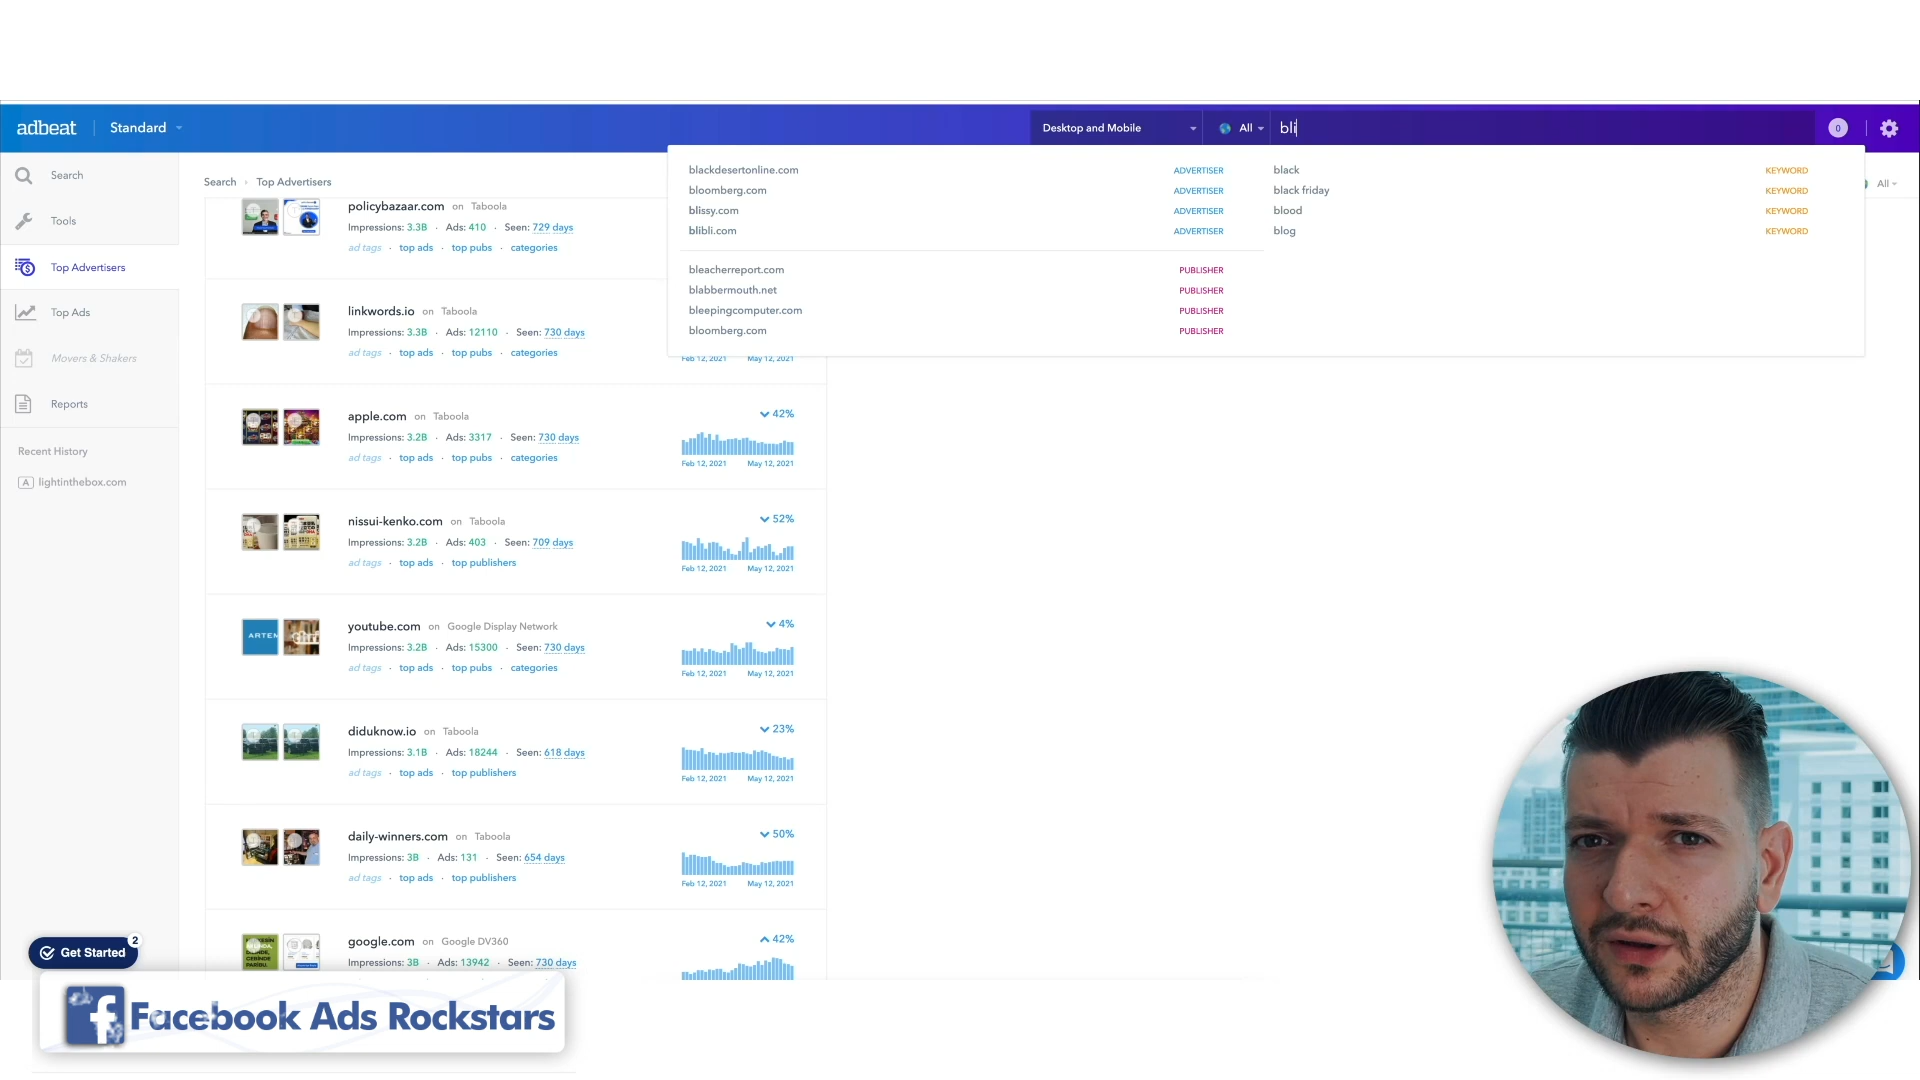 adbeat
Standard
Desktop and Mobile
All
bli
0
Search
Tools
Top Advertisers
Top Ads
Movers & Shakers
Reports
Recent History
A lightinthebox.com
Search › Top Advertisers
All
blackdesertonline.com ADVERTISER
bloomberg.com ADVERTISER
blissy.com ADVERTISER
blibli.com ADVERTISER
bleacherreport.com PUBLISHER
blabbermouth.net PUBLISHER
bleepingcomputer.com PUBLISHER
bloomberg.com PUBLISHER
black KEYWORD
black friday KEYWORD
blood KEYWORD
blog KEYWORD
policybazaar.com on Taboola
Impressions: 3.3B · Ads: 410 · Seen: 729 days
ad tags · top ads · top pubs · categories
linkwords.io on Taboola
Impressions: 3.3B · Ads: 12110 · Seen: 730 days
ad tags · top ads · top pubs · categories
Feb 12, 2021 May 12, 2021
apple.com on Taboola
Impressions: 3.2B · Ads: 3317 · Seen: 730 days
ad tags · top ads · top pubs · categories
42%
Feb 12, 2021 May 12, 2021
nissui-kenko.com on Taboola
Impressions: 3.2B · Ads: 403 · Seen: 709 days
ad tags · top ads · top publishers
52%
Feb 12, 2021 May 12, 2021
youtube.com on Google Display Network
Impressions: 3.2B · Ads: 15300 · Seen: 730 days
ad tags · top ads · top pubs · categories
4%
Feb 12, 2021 May 12, 2021
diduknow.io on Taboola
Impressions: 3.1B · Ads: 18244 · Seen: 618 days
ad tags · top ads · top publishers
23%
Feb 12, 2021 May 12, 2021
daily-winners.com on Taboola
Impressions: 3B · Ads: 131 · Seen: 654 days
ad tags · top ads · top publishers
50%
Feb 12, 2021 May 12, 2021
google.com on Google DV360
Impressions: 3B · Ads: 13942 · Seen: 730 days
42%
Get Started
2
f Facebook Ads Rockstars